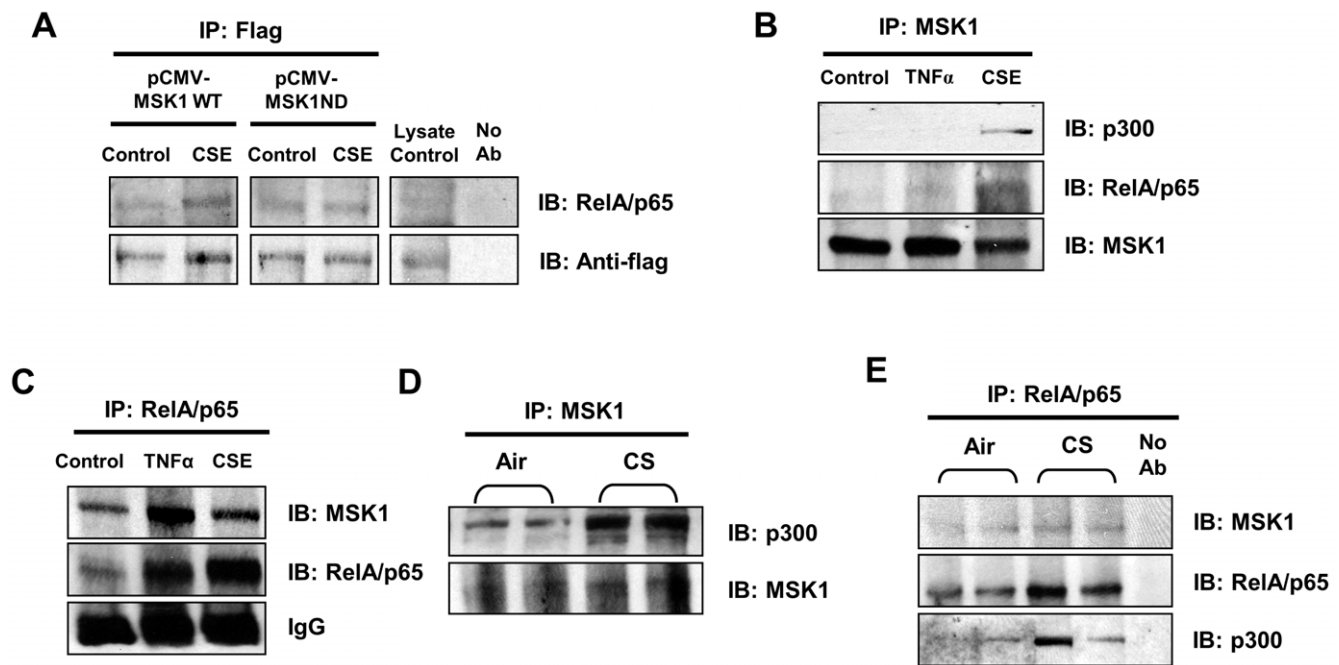 A
IP: Flag
pCMV-
MSK1 WT
pCMV-
MSK1ND
Control CSE Control CSE
Lysate
Control
No
Ab
IB: RelA/p65
IB: Anti-flag
B
IP: MSK1
Control TNFα CSE
IB: p300
IB: RelA/p65
IB: MSK1
C
IP: RelA/p65
Control TNFα CSE
IB: MSK1
IB: RelA/p65
IgG
D
IP: MSK1
Air CS
IB: p300
IB: MSK1
E
IP: RelA/p65
Air CS
No
Ab
IB: MSK1
IB: RelA/p65
IB: p300